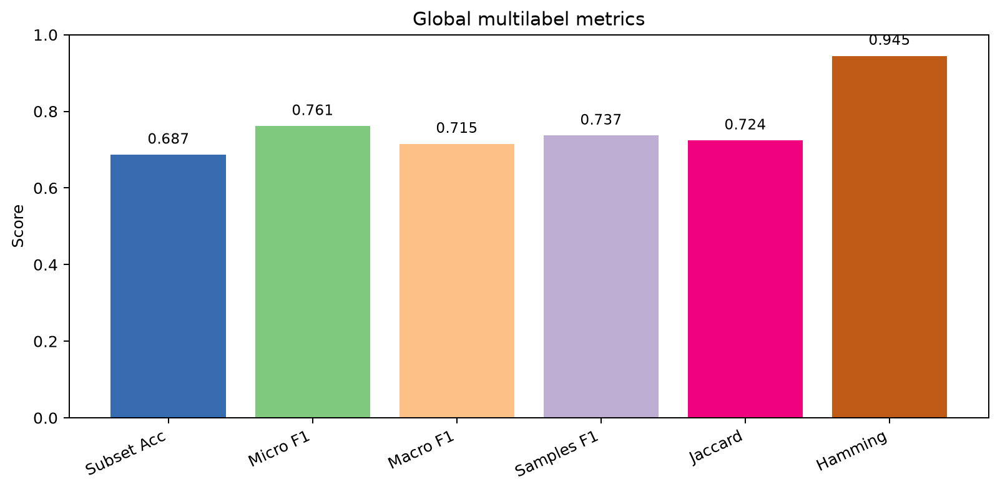 Global multilabel metrics
1.0
0.8
0.6
0.4
0.2
0.0
Score
0.687
0.761
0.715
0.737
0.724
0.945
Subset Acc
Micro F1
Macro F1
Samples F1
Jaccard
Hamming